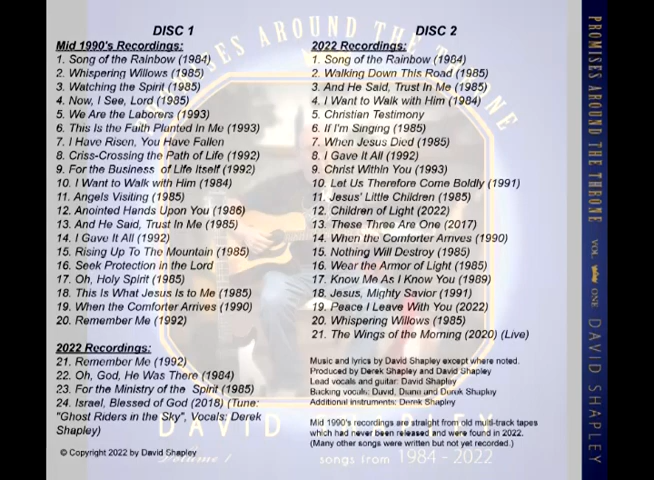 DISC 1
Mid 1990's Recordings:
1. Song of the Rainbow (1984)
2. Whispering Willows (1985)
3. Watching the Spirit (1985)
4. Now, I See, Lord (1985)
5. We Are the Laborers (1993)
6. This Is the Faith Planted In Me (1993)
7. I Have Risen, You Have Fallen
8. Criss-Crossing the Path of Life (1992)
9. For the Business of Life Itself (1992)
10. I Want to Walk with Him (1984)
11. Angels Visiting (1985)
12. Anointed Hands Upon You (1986)
13. And He Said, Trust In Me (1985)
14. I Gave It All (1992)
15. Rising Up To The Mountain (1985)
16. Seek Protection in the Lord
17. Oh, Holy Spirit (1985)
18. This Is What Jesus Is to Me (1985)
19. When the Comforter Arrives (1990)
20. Remember Me (1992)
2022 Recordings:
21. Remember Me (1992)
22. Oh, God, He Was There (1984)
23. For the Ministry of the Spirit (1985)
24. Israel, Blessed of God (2018) (Tune:
"Ghost Riders in the Sky", Vocals: Derek
Shapley)
© Copyright 2022 by David Shapley
DISC 2
2022 Recordings:
1. Song of the Rainbow (1984)
2. Walking Down This Road (1985)
3. And He Said, Trust In Me (1985)
4. I Want to Walk with Him (1984)
5. Christian Testimony
6. If I'm Singing (1985)
7. When Jesus Died (1985)
8. I Gave It All (1992)
9. Christ Within You (1993)
10. Let Us Therefore Come Boldly (1991)
11. Jesus' Little Children (1985)
12. Children of Light (2022)
13. These Three Are One (2017)
14. When the Comforter Arrives (1990)
15. Nothing Will Destroy (1985)
16. Wear the Armor of Light (1985)
17. Know Me As I Know You (1989)
18. Jesus, Mighty Savior (1991)
19. Peace I Leave With You (2022)
20. Whispering Willows (1985)
21. The Wings of the Morning (2020) (Live)
Music and lyrics by David Shapley except where noted.
Produced by Derek Shapley and David Shapley
Lead vocals and guitar: David Shapley
Backing vocals: David, Diane and Derek Shapley
Additional instruments: Derek Shapley
Mid 1990's recordings are straight from old multi-track tapes
which had never been released and were found in 2022.
(Many other songs were written but not yet recorded.)
PROMISES AROUND THE THRONE
DAVID
Volume 1
songs from 1984 - 2022
PROMISES AROUND THE THRONE VOL. ONE DAVID SHAPLEY